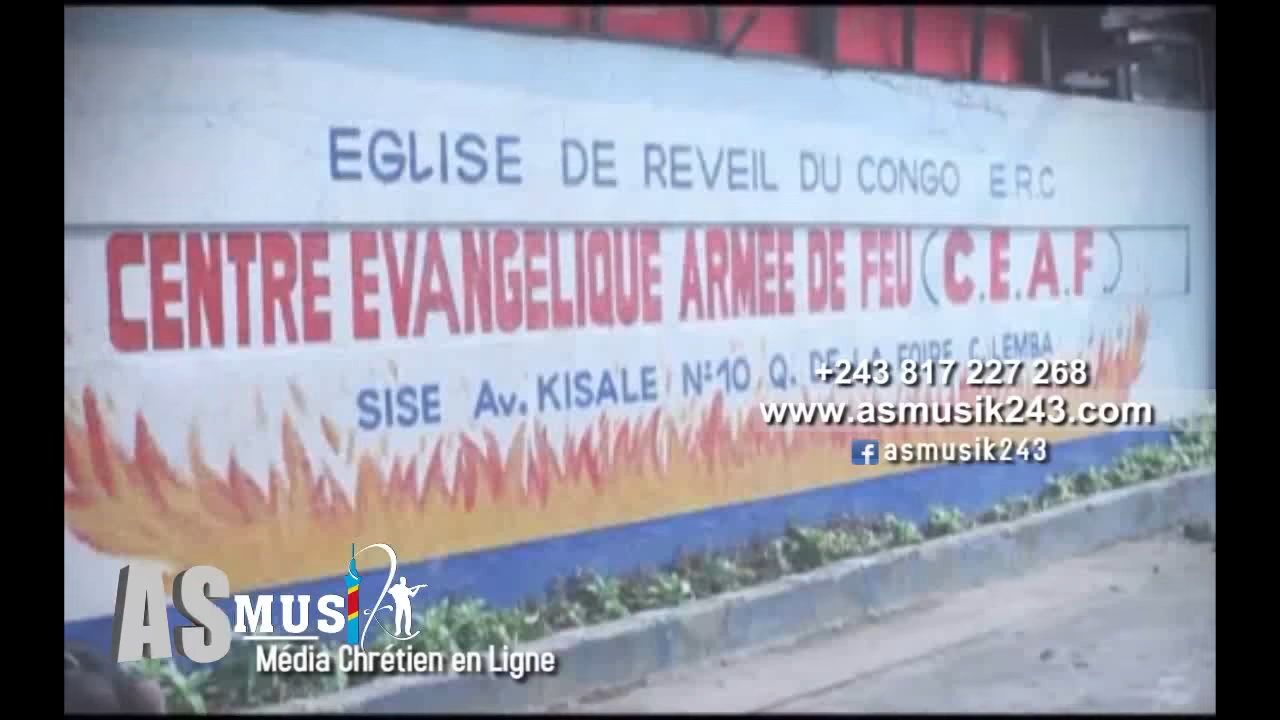 EGLISE DE REVEIL DU CONGO E.R.C
CENTRE EVANGELIQUE ARMEE DE FEU (C.E.A.F.)
SISE Av. KISALE N°10 Q. DE LA FOIRE C.LEMBA
+243 817 227 268
www.asmusik243.com
asmusik243
AS MUSIK
Média Chrétien en Ligne